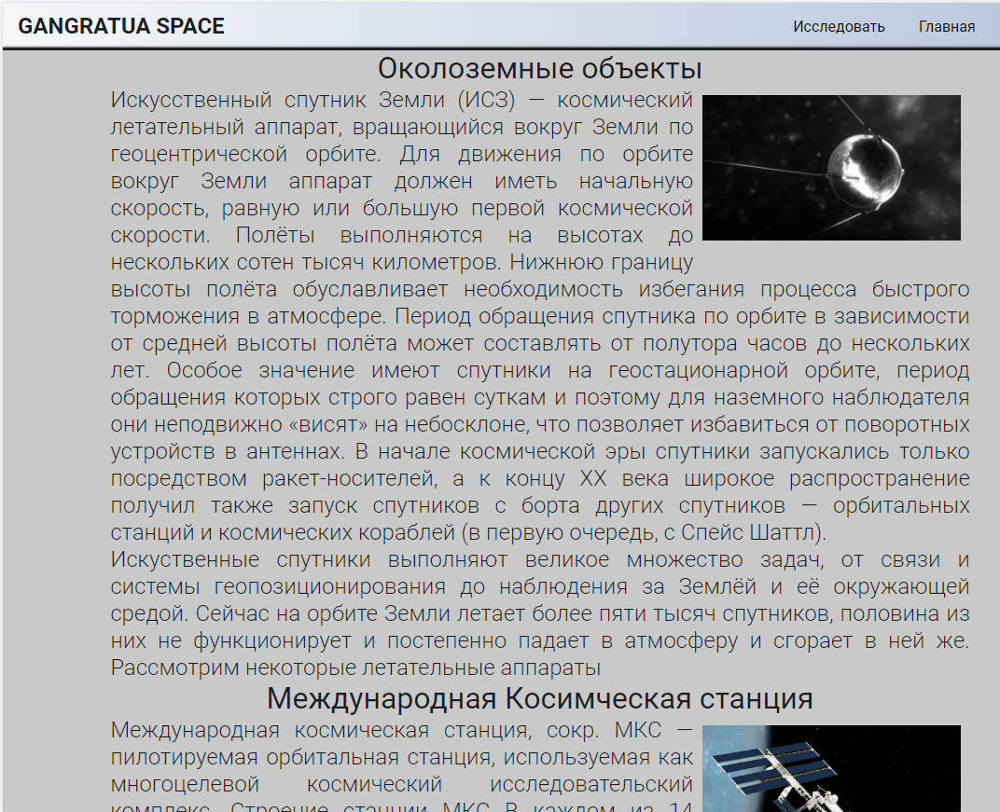 GANGRATUA SPACE
Исследовать Главная
Околоземные объекты
Искусственный спутник Земли (ИСЗ) — космический
летательный аппарат, вращающийся вокруг Земли по
геоцентрической орбите. Для движения по орбите
вокруг Земли аппарат должен иметь начальную
скорость, равную или большую первой космической
скорости. Полёты выполняются на высотах до
нескольких сотен тысяч километров. Нижнюю границу
высоты полёта обуславливает необходимость избегания процесса быстрого
торможения в атмосфере. Период обращения спутника по орбите в зависимости
от средней высоты полёта может составлять от полутора часов до нескольких
лет. Особое значение имеют спутники на геостационарной орбите, период
обращения которых строго равен суткам и поэтому для наземного наблюдателя
они неподвижно «висят» на небосклоне, что позволяет избавиться от поворотных
устройств в антеннах. В начале космической эры спутники запускались только
посредством ракет-носителей, а к концу XX века широкое распространение
получил также запуск спутников с борта других спутников — орбитальных
станций и космических кораблей (в первую очередь, с Спейс Шаттл).
Искуственные спутники выполняют великое множество задач, от связи и
системы геопозиционирования до наблюдения за Землёй и её окружающей
средой. Сейчас на орбите Земли летает более пяти тысяч спутников, половина из
них не функционирует и постепенно падает в атмосферу и сгорает в ней же.
Рассмотрим некоторые летательные аппараты
Международная Косимческая станция
Международная космическая станция, сокр. МКС —
пилотируемая орбитальная станция, используемая как
многоцелевой космический исследовательский
комплекс. Строение станции МКС В каждом из 14